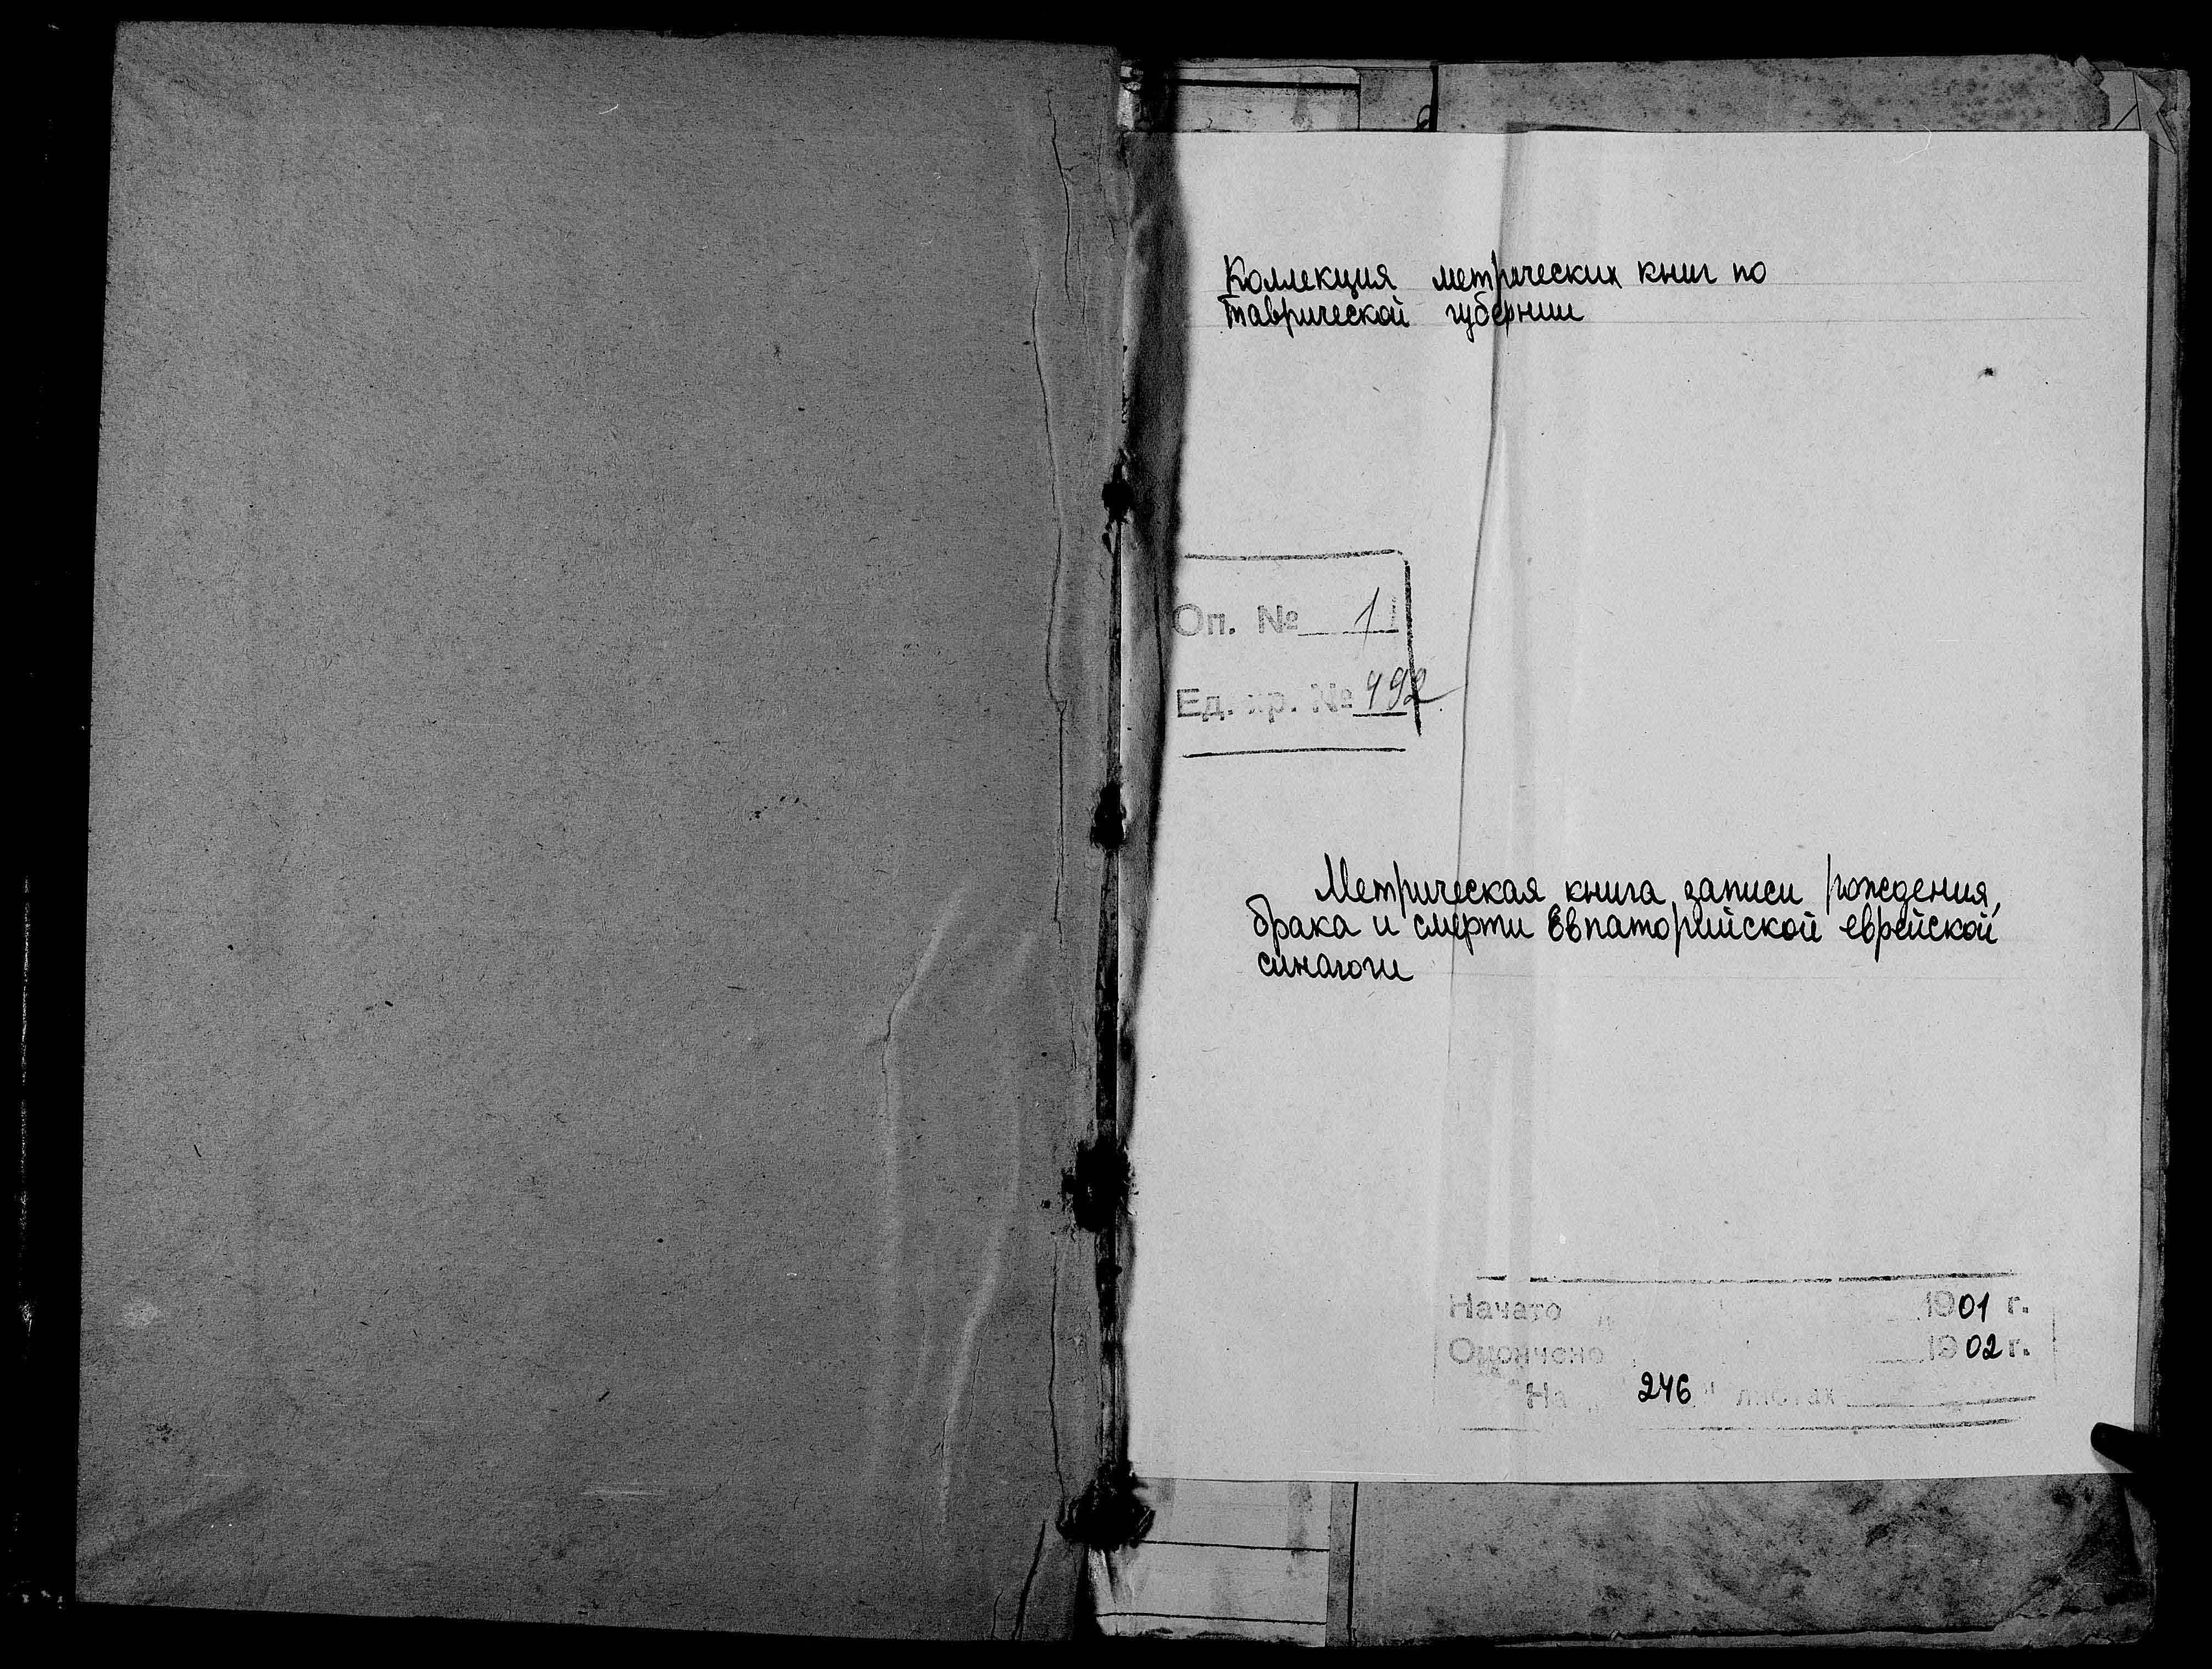 Коллекция метрических книг по
Таврической губернии
Оп. № 1
Ед. хр. № 492
Метрическая книга записи рождения,
брака и смерти Евпаторийской еврейской
синагоги
Начато „ 1901 г.
Окончено „ 1902 г.
На „ 246 " листах